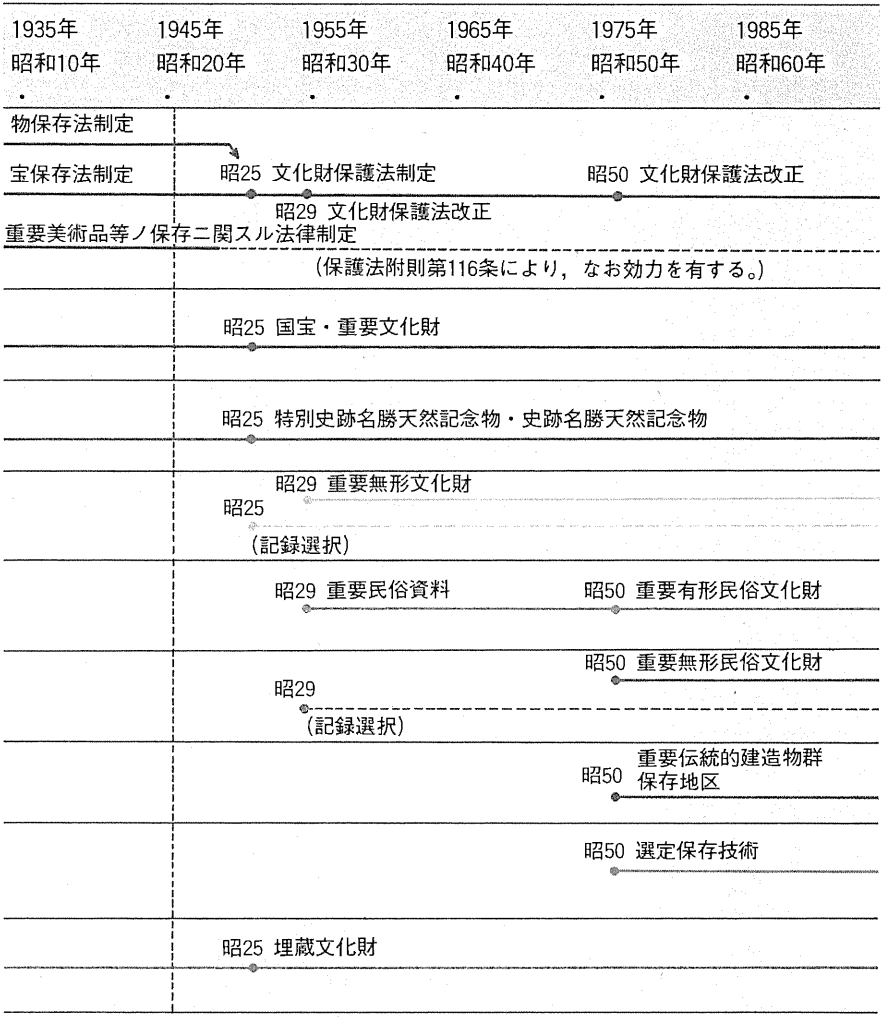 1935年 1945年 1955年 1965年 1975年 1985年
昭和10年 昭和20年 昭和30年 昭和40年 昭和50年 昭和60年
物保存法制定
宝保存法制定 昭25 文化財保護法制定 昭50 文化財保護法改正
昭29 文化財保護法改正
重要美術品等ノ保存ニ関スル法律制定
(保護法附則第116条により，なお効力を有する。)
昭25 国宝・重要文化財
昭25 特別史跡名勝天然記念物・史跡名勝天然記念物
昭29 重要無形文化財
昭25
(記録選択)
昭29 重要民俗資料 昭50 重要有形民俗文化財
昭50 重要無形民俗文化財
昭29
(記録選択)
重要伝統的建造物群
昭50 保存地区
昭50 選定保存技術
昭25 埋蔵文化財